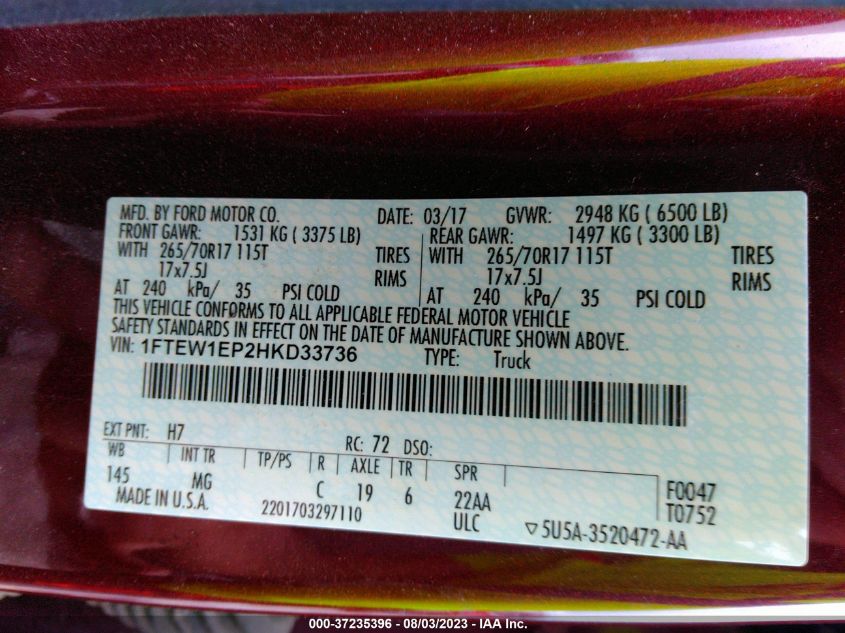 MFD. BY FORD MOTOR CO. DATE: 03/17 GVWR: 2948 KG ( 6500 LB)
FRONT GAWR: 1531 KG ( 3375 LB) REAR GAWR: 1497 KG ( 3300 LB)
WITH 265/70R17 115T TIRES WITH 265/70R17 115T TIRES
17x7.5J RIMS 17x7.5J RIMS
AT 240 kPa/ 35 PSI COLD AT 240 kPa/ 35 PSI COLD
THIS VEHICLE CONFORMS TO ALL APPLICABLE FEDERAL MOTOR VEHICLE
SAFETY STANDARDS IN EFFECT ON THE DATE OF MANUFACTURE SHOWN ABOVE.
VIN: 1FTEW1EP2HKD33736 TYPE: Truck
EXT PNT: H7 RC: 72 DSO:
WB INT TR TP/PS R AXLE TR SPR
145 MG C 19 6 22AA F0047
MADE IN U.S.A. 2201703297110 ULC T0752
▽5U5A-3520472-AA
000-37235396 - 08/03/2023 - IAA Inc.